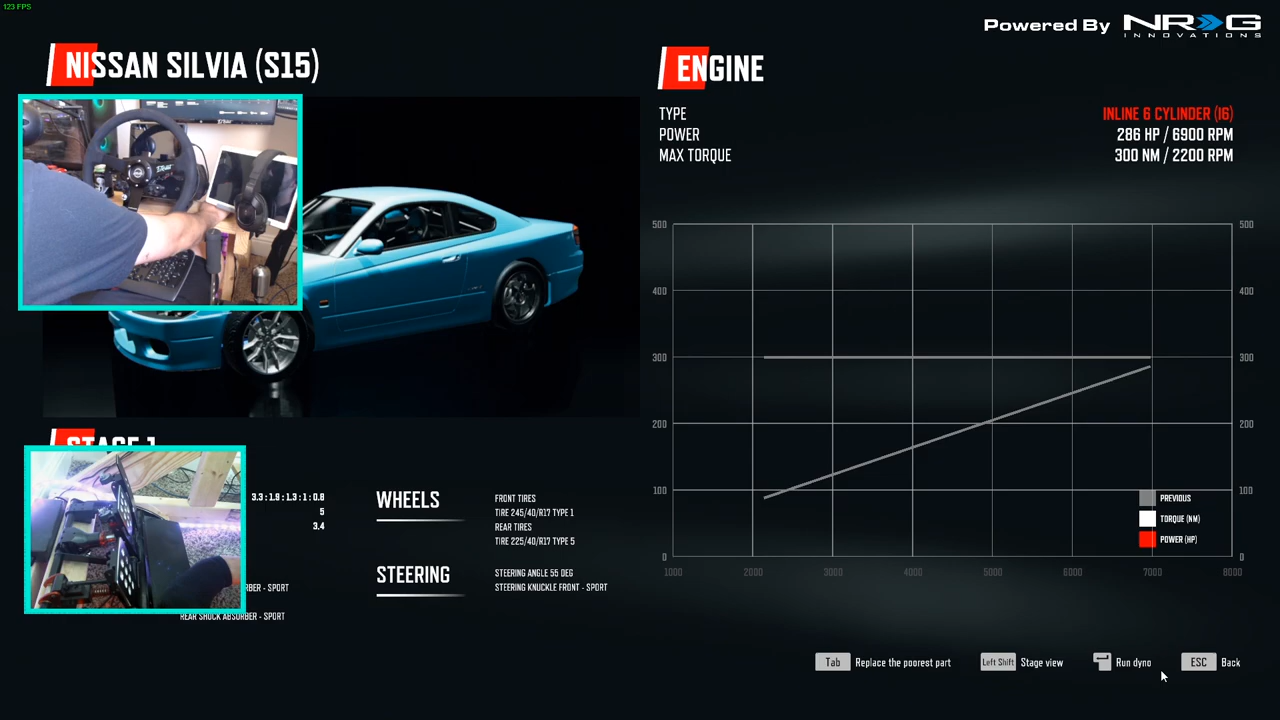 123 FPS
Powered By NRG
INNOVATIONS
NISSAN SILVIA (S15)
ENGINE
TYPE INLINE 6 CYLINDER (I6)
POWER 286 HP / 6900 RPM
MAX TORQUE 300 NM / 2200 RPM
500 500
400 400
300 300
200 200
100 100
0 0
1000 2000 3000 4000 5000 6000 7000 8000
PREVIOUS
TORQUE (NM)
POWER (HP)
STAGE 1
3.3 : 1.9 : 1.3 : 1 : 0.8
5
3.4
REAR SHOCK ABSORBER - SPORT
WHEELS
FRONT TIRES
TIRE 245/40/R17 TYPE 1
REAR TIRES
TIRE 225/40/R17 TYPE 5
STEERING
STEERING ANGLE 55 DEG
STEERING KNUCKLE FRONT - SPORT
Tab Replace the poorest part Left Shift Stage view Run dyno ESC Back